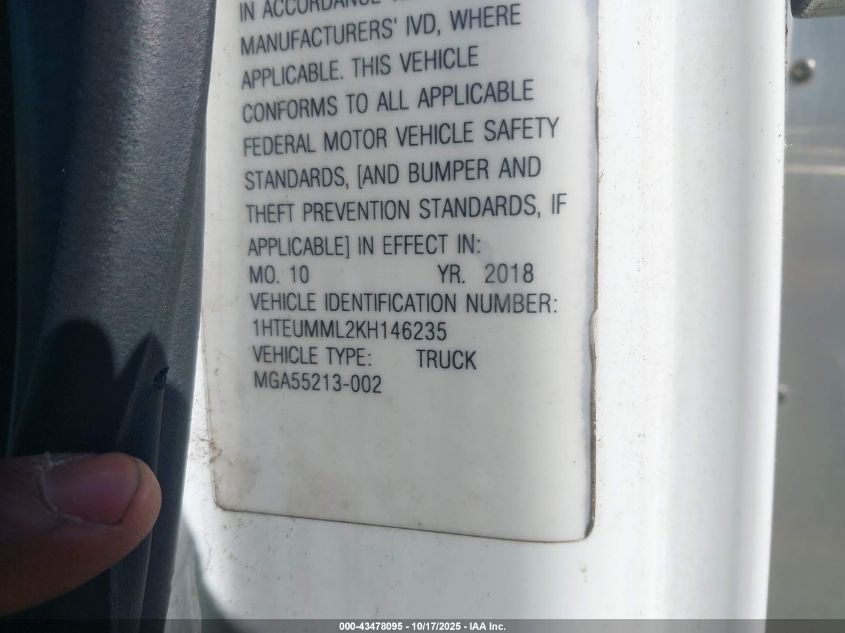 IN ACCORDANCE
MANUFACTURERS' IVD, WHERE
APPLICABLE. THIS VEHICLE
CONFORMS TO ALL APPLICABLE
FEDERAL MOTOR VEHICLE SAFETY
STANDARDS, [AND BUMPER AND
THEFT PREVENTION STANDARDS, IF
APPLICABLE] IN EFFECT IN:
MO. 10 YR. 2018
VEHICLE IDENTIFICATION NUMBER:
1HTEUMML2KH146235
VEHICLE TYPE: TRUCK
MGA55213-002
000-43478095 - 10/17/2025 - IAA Inc.